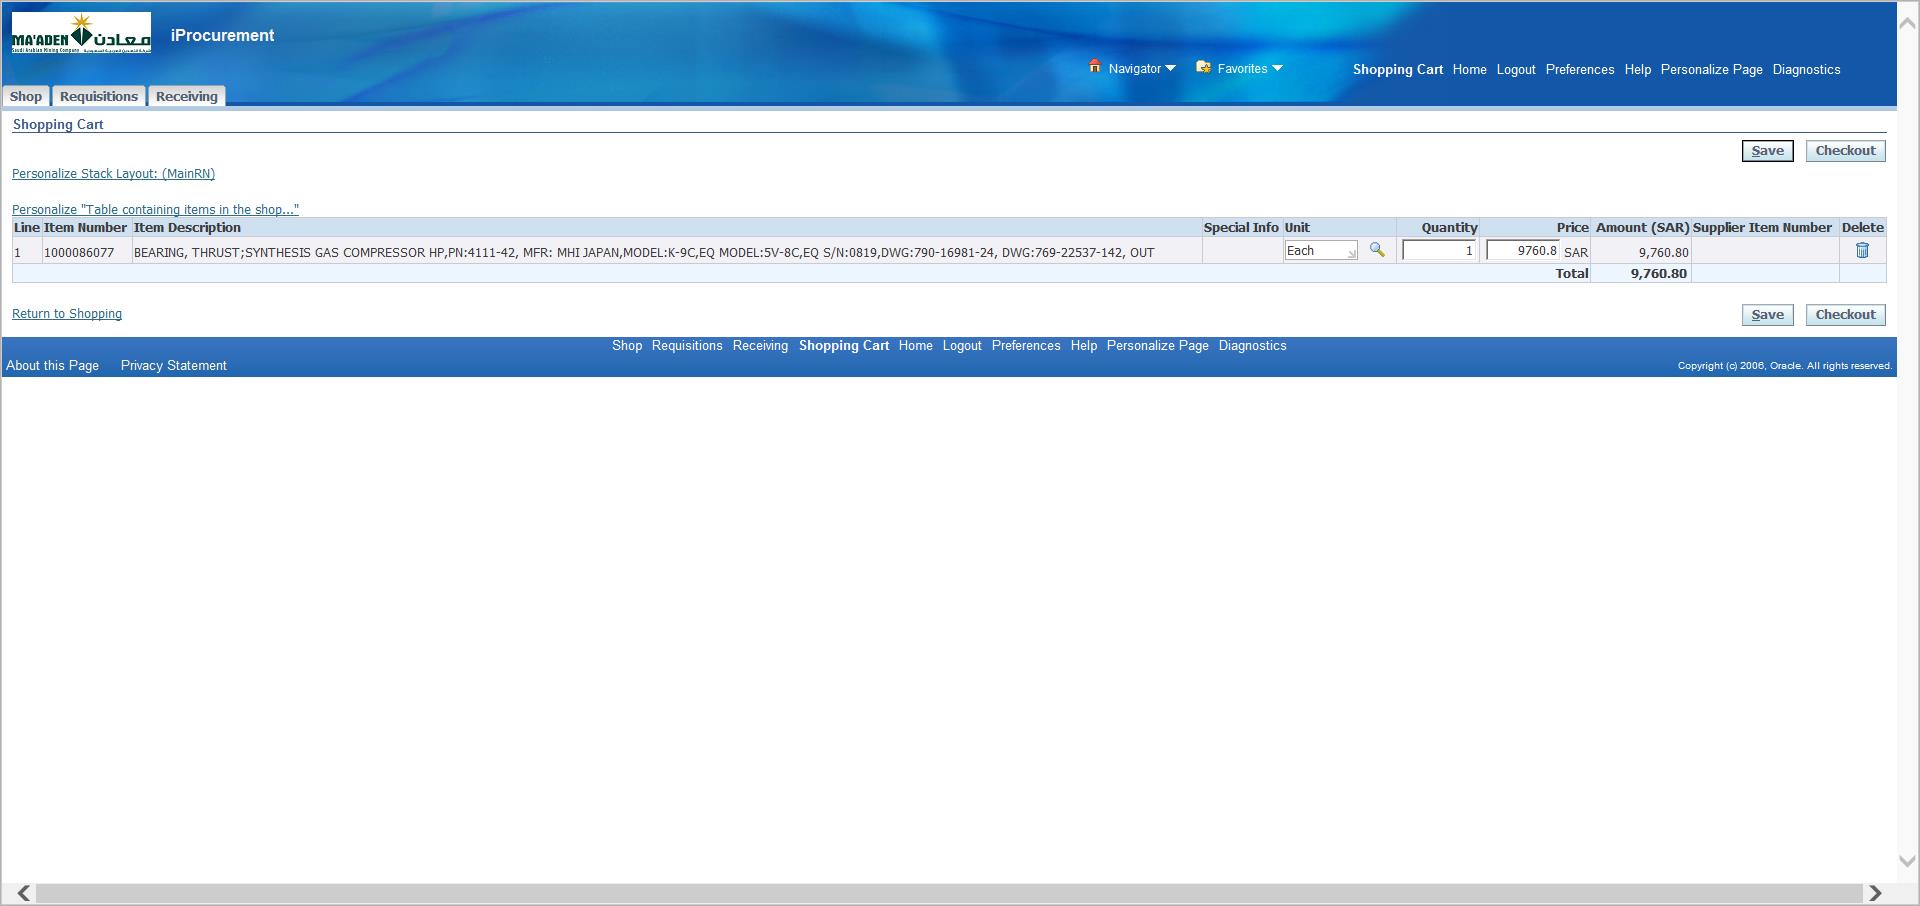 MA'ADEN معادن
Saudi Arabian Mining Company
iProcurement
Navigator Favorites Shopping Cart Home Logout Preferences Help Personalize Page Diagnostics
Shop Requisitions Receiving
Shopping Cart
Save Checkout
Personalize Stack Layout: (MainRN)
Personalize "Table containing items in the shop..."
Line Item Number Item Description Special Info Unit Quantity Price Amount (SAR) Supplier Item Number Delete
1 1000086077 BEARING, THRUST;SYNTHESIS GAS COMPRESSOR HP,PN:4111-42, MFR: MHI JAPAN,MODEL:K-9C,EQ MODEL:5V-8C,EQ S/N:0819,DWG:790-16981-24, DWG:769-22537-142, OUT Each 1 9760.8 SAR 9,760.80
Total 9,760.80
Return to Shopping Save Checkout
Shop Requisitions Receiving Shopping Cart Home Logout Preferences Help Personalize Page Diagnostics
About this Page Privacy Statement Copyright (c) 2006, Oracle. All rights reserved.